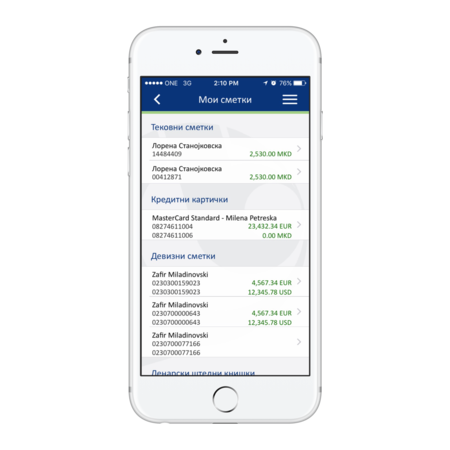 ONE 3G 2:10 PM 76%
Мои сметки
Тековни сметки
Лорена Станојковска
14484409 2,530.00 MKD
Лорена Станојковска
00412871 2,530.00 MKD
Кредитни картички
MasterCard Standard - Milena Petreska
08274611004 23,432.34 EUR
08274611006 0.00 MKD
Девизни сметки
Zafir Miladinovski
0230300159023 4,567.34 EUR
0230300159023 12,345.78 USD
Zafir Miladinovski
0230700000643 4,567.34 EUR
0230700000643 12,345.78 USD
Zafir Miladinovski
0230700077166
0230700077166
Денарски штедни книшки